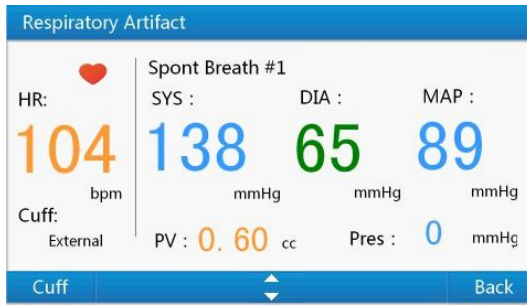 Respiratory Artifact
Spont Breath #1
HR:
SYS :
DIA :
MAP :
104
138
65
89
bpm
mmHg
mmHg
mmHg
Cuff:
External
PV : 0. 60 cc
Pres : 0 mmHg
Cuff
Back